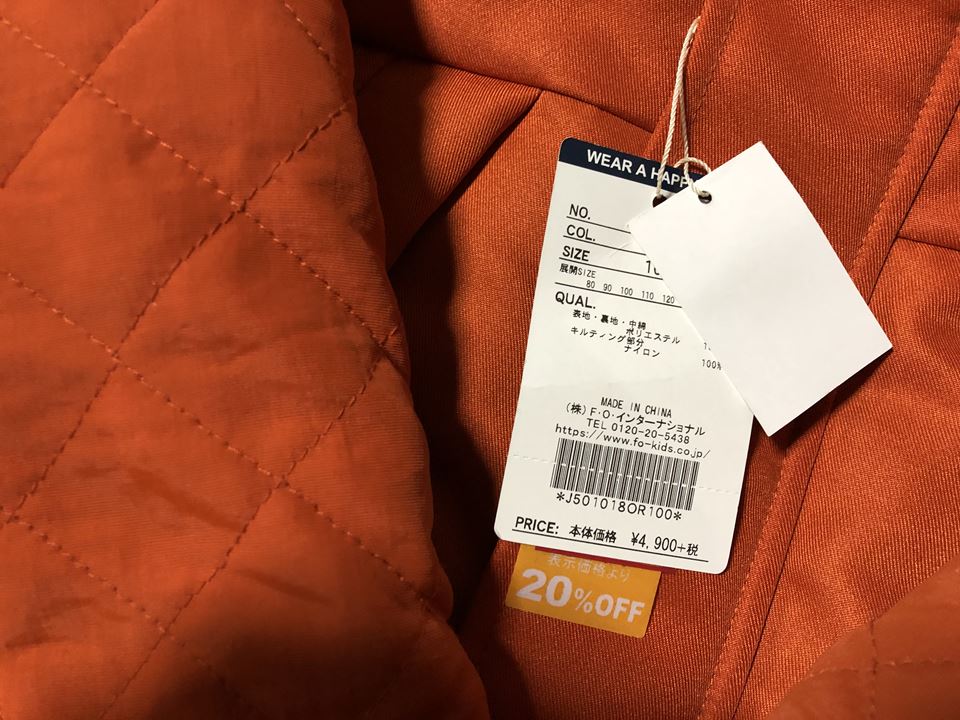 WEAR A HAPP
NO.
COL.
SIZE
展開SIZE
80 90 100 110 120
QUAL.
表地・裏地・中綿
ポリエステル
キルティング部分
ナイロン
100%
MADE IN CHINA
(株)F・O・インターナショナル
TEL 0120-20-5438
https://www.fo-kids.co.jp/
*J501018OR100*
PRICE: 本体価格 ¥4,900+税
表示価格より
20%OFF